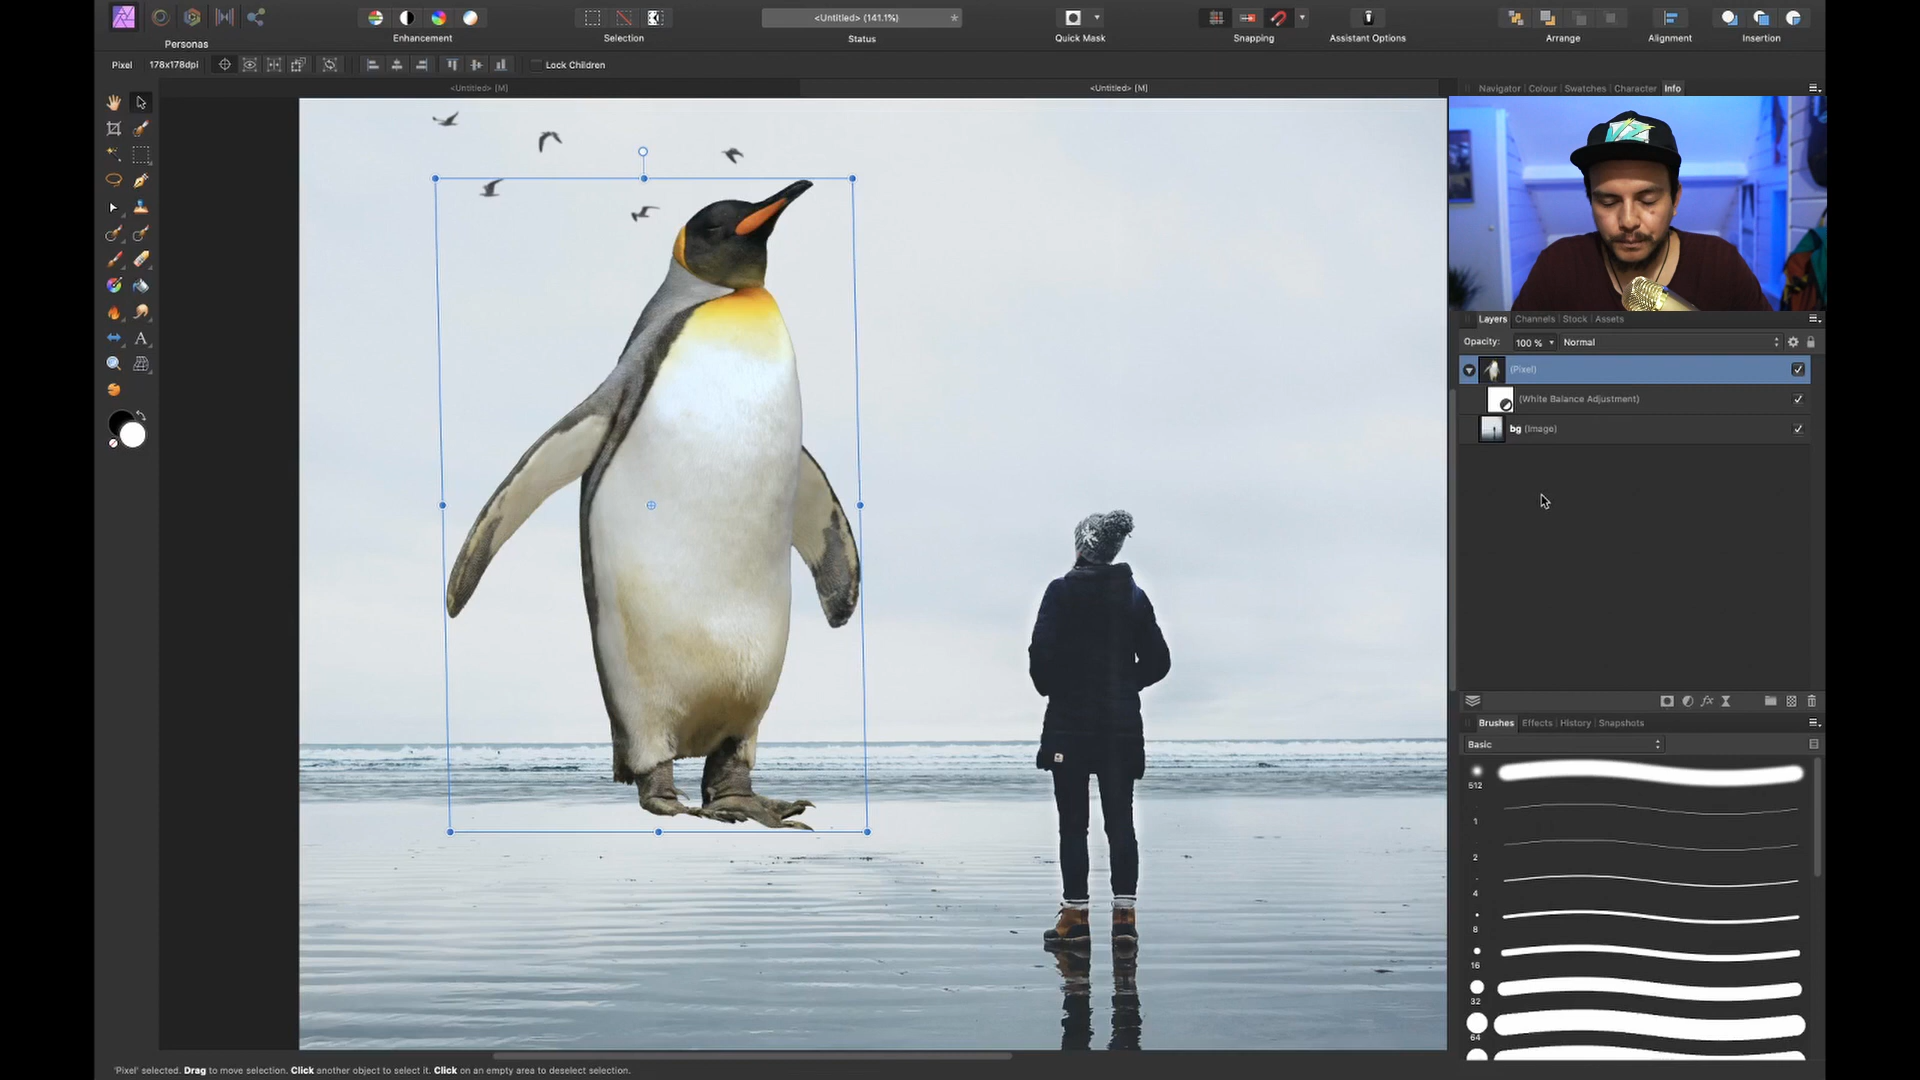 <Untitled> (141.1%)
Personas
Enhancement
Selection
Status
Quick Mask
Snapping
Assistant Options
Arrange
Alignment
Insertion
Pixel 178x178dpi Lock Children
<Untitled> [M]
<Untitled> [M]
Navigator Colour Swatches Character Info
VZ
Layers Channels Stock Assets
Opacity: 100 % Normal
(Pixel)
(White Balance Adjustment)
bg (Image)
fx
Brushes Effects History Snapshots
Basic
512
1
2
4
8
16
32
64
A
'Pixel' selected. Drag to move selection. Click another object to select it. Click on an empty area to deselect selection.